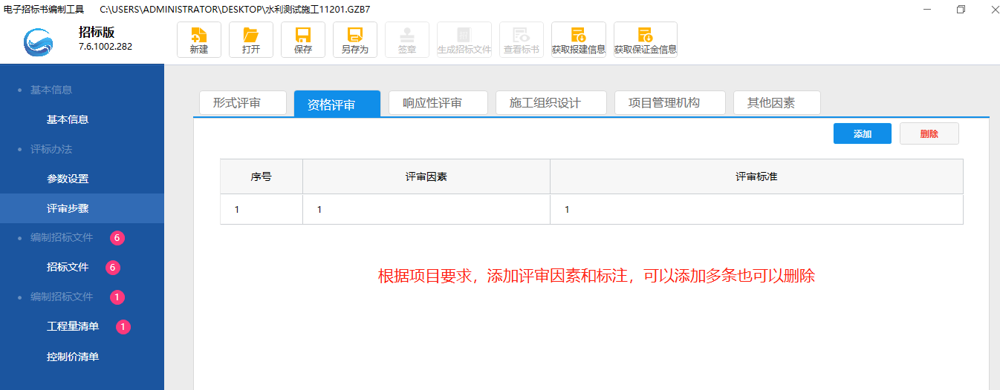 电子招标书编制工具 C:\USERS\ADMINISTRATOR\DESKTOP\水利测试施工11201.GZB7
招标版
7.6.1002.282
新建 打开 保存 另存为 签章 生成招标文件 查看标书 获取报建信息 获取保证金信息
基本信息
基本信息
评标办法
参数设置
评审步骤
编制招标文件 6
招标文件 6
编制招标文件 1
工程量清单 1
控制价清单
形式评审 资格评审 响应性评审 施工组织设计 项目管理机构 其他因素
添加 删除
序号 评审因素 评审标准
1 1 1
根据项目要求，添加评审因素和标注，可以添加多条也可以删除